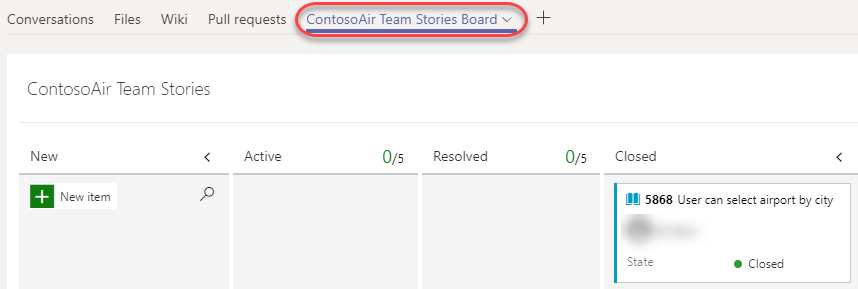 Conversations Files Wiki Pull requests ContosoAir Team Stories Board
ContosoAir Team Stories
New Active 0/5 Resolved 0/5 Closed
New item
5868 User can select airport by city
State Closed